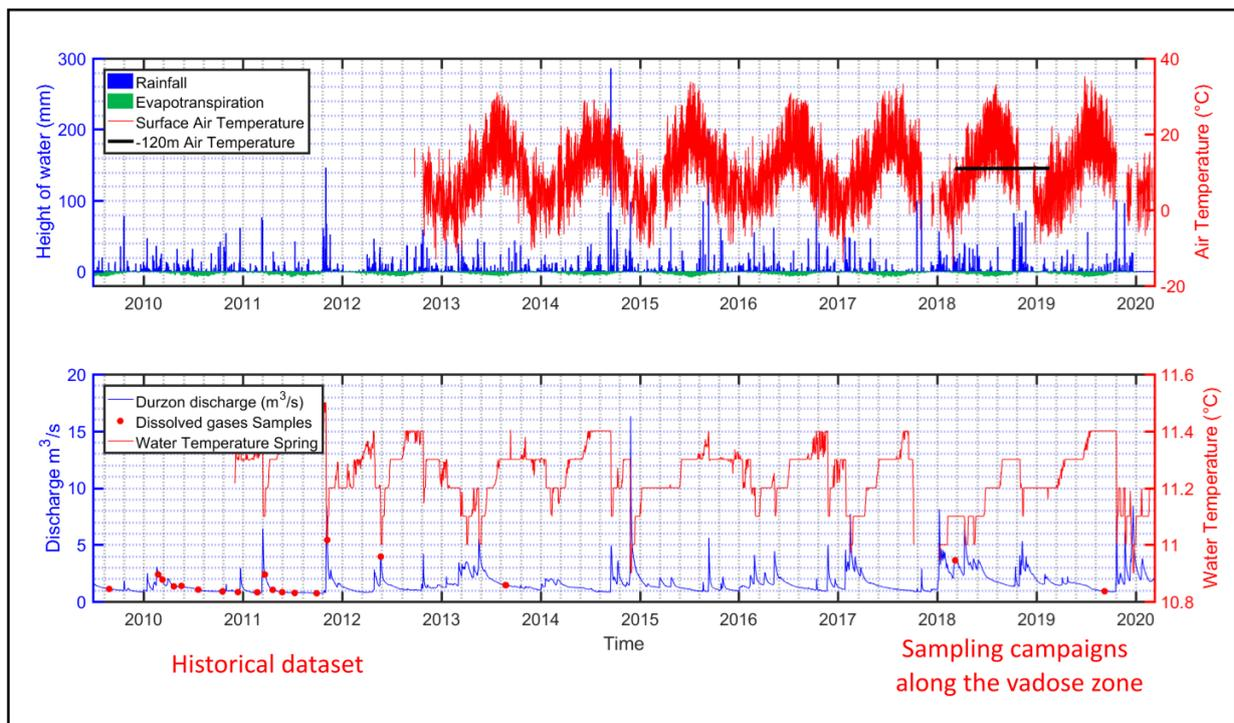 300
200
100
0
Height of water (mm)
Rainfall
Evapotranspiration
Surface Air Temperature
-120m Air Temperature
40
20
0
-20
Air Temperature (°C)
2010 2011 2012 2013 2014 2015 2016 2017 2018 2019 2020
20
15
10
5
0
Discharge m³/s
Durzon discharge (m³/s)
Dissolved gases Samples
Water Temperature Spring
11.6
11.4
11.2
11
10.8
Water Temperature (°C)
2010 2011 2012 2013 2014 2015 2016 2017 2018 2019 2020
Time
Historical dataset
Sampling campaigns
along the vadose zone